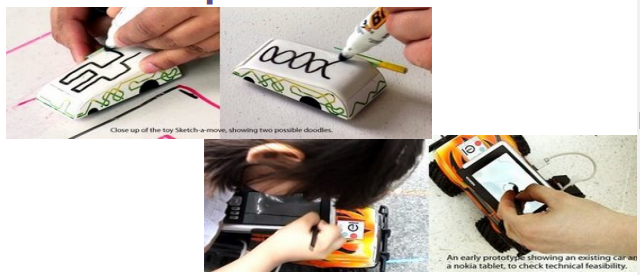 Close up of the toy Sketch-a-move, showing two possible doodles.
An early prototype showing an existing car a
a nokia tablet, to check technical feasibility.